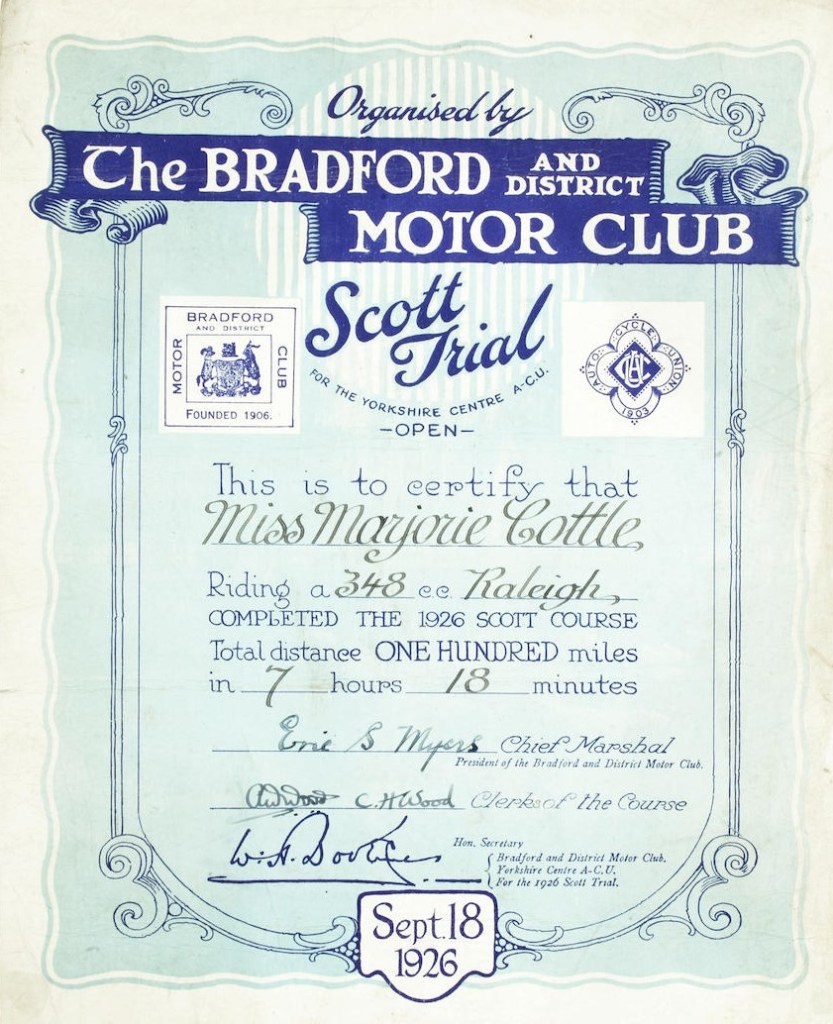 Organised by
The BRADFORD AND DISTRICT
MOTOR CLUB
Scott
Trial
FOR THE YORKSHIRE CENTRE A-C.U.
-OPEN-
BRADFORD
AND DISTRICT
MOTOR
CLUB
FOUNDED 1906.
AUTO CYCLE UNION
ACU
1903
This is to certify that
Miss Marjorie Cottle,
Riding a 348 c.c. Raleigh,
COMPLETED THE 1926 SCOTT COURSE
Total distance ONE HUNDRED miles
in 7 hours 18 minutes
Eric S Myers Chief Marshal
President of the Bradford and District Motor Club.
Wood C.H Wood Clerks of the Course
W.A.
Hon. Secretary
Bradford and District Motor Club.
Yorkshire Centre A-C.U.
For the 1926 Scott Trial.
Sept. 18
1926